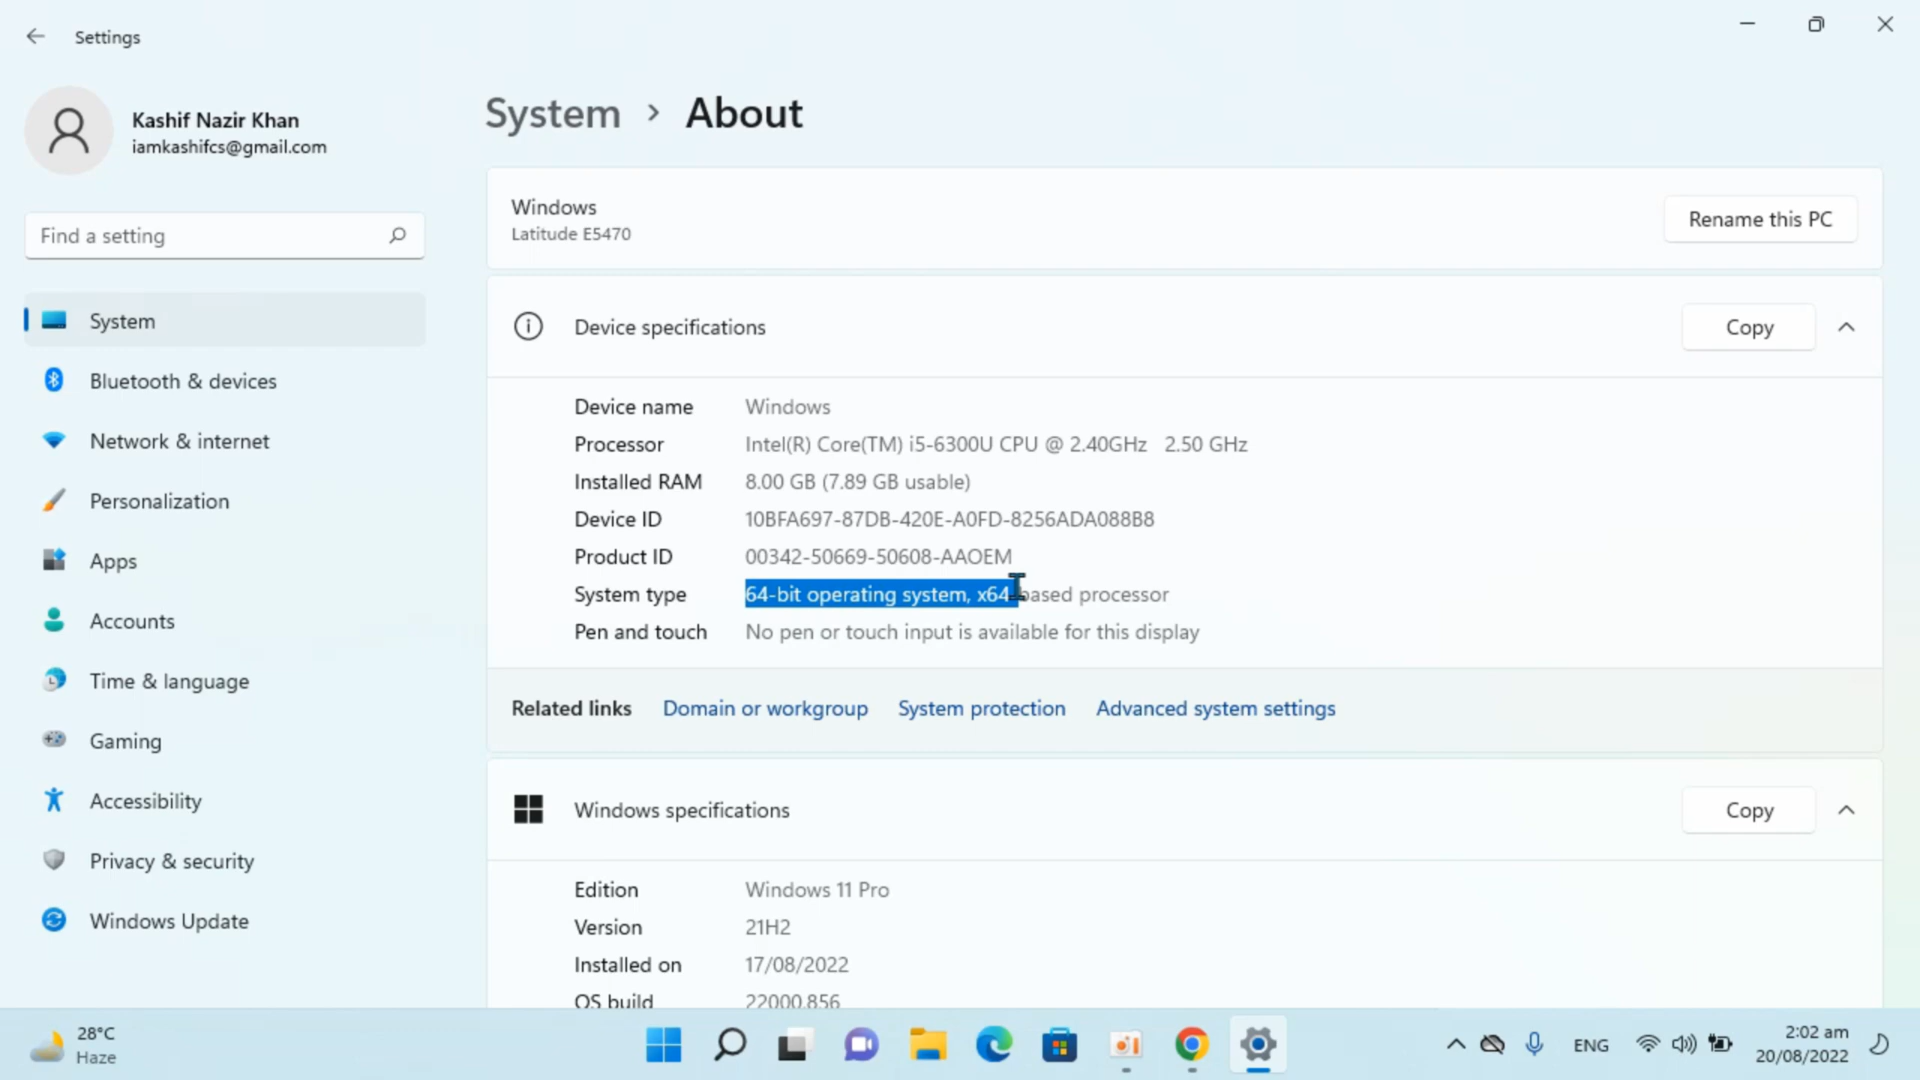 Settings
Kashif Nazir Khan
iamkashifcs@gmail.com
Find a setting
System
Bluetooth & devices
Network & internet
Personalization
Apps
Accounts
Time & language
Gaming
Accessibility
Privacy & security
Windows Update
System > About
Windows
Latitude E5470
Rename this PC
Device specifications
Copy
Device name Windows
Processor Intel(R) Core(TM) i5-6300U CPU @ 2.40GHz 2.50 GHz
Installed RAM 8.00 GB (7.89 GB usable)
Device ID 10BFA697-87DB-420E-A0FD-8256ADA088B8
Product ID 00342-50669-50608-AAOEM
System type 64-bit operating system, x64-based processor
Pen and touch No pen or touch input is available for this display
Related links Domain or workgroup System protection Advanced system settings
Windows specifications
Copy
Edition Windows 11 Pro
Version 21H2
Installed on 17/08/2022
OS build 22000.856
28°C
Haze
ENG
2:02 am
20/08/2022